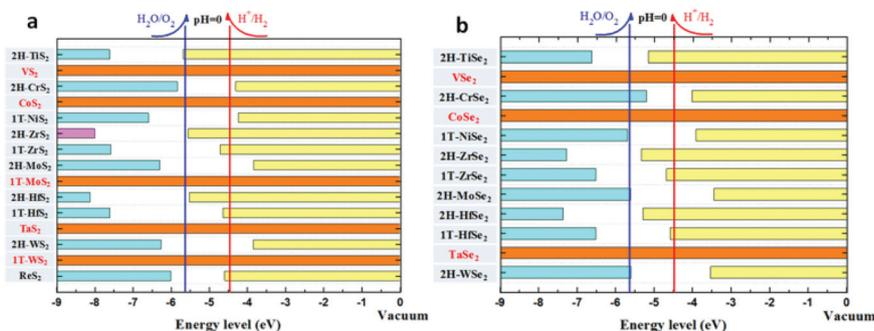 a
H₂O/O₂ pH=0 H⁺/H₂
2H-TiS₂
VS₂
2H-CrS₂
CoS₂
1T-NiS₂
2H-ZrS₂
1T-ZrS₂
2H-MoS₂
1T-MoS₂
2H-HfS₂
1T-HfS₂
TaS₂
2H-WS₂
1T-WS₂
ReS₂
-9 -8 -7 -6 -5 -4 -3 -2 -1 0
Vacuum
Energy level (eV)
b
H₂O/O₂ pH=0 H⁺/H₂
2H-TiSe₂
VSe₂
2H-CrSe₂
CoSe₂
1T-NiSe₂
2H-ZrSe₂
1T-ZrSe₂
2H-MoSe₂
2H-HfSe₂
1T-HfSe₂
TaSe₂
2H-WSe₂
-9 -8 -7 -6 -5 -4 -3 -2 -1 0
Vacuum
Energy level (eV)